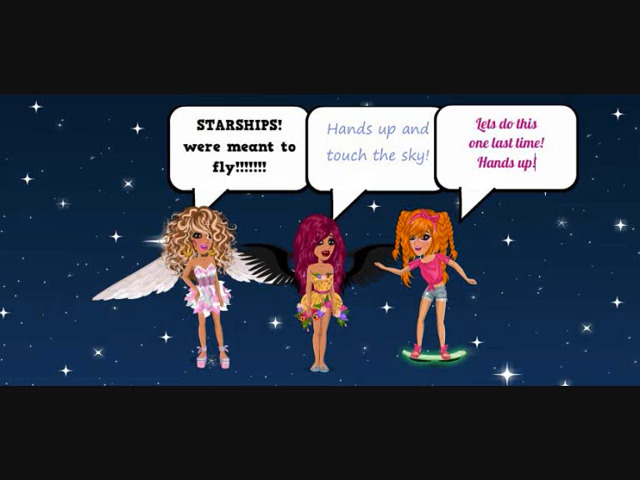 STARSHIPS!
were meant to
fly!!!!!!!
Hands up and
touch the sky!
Lets do this
one last time!
Hands up!